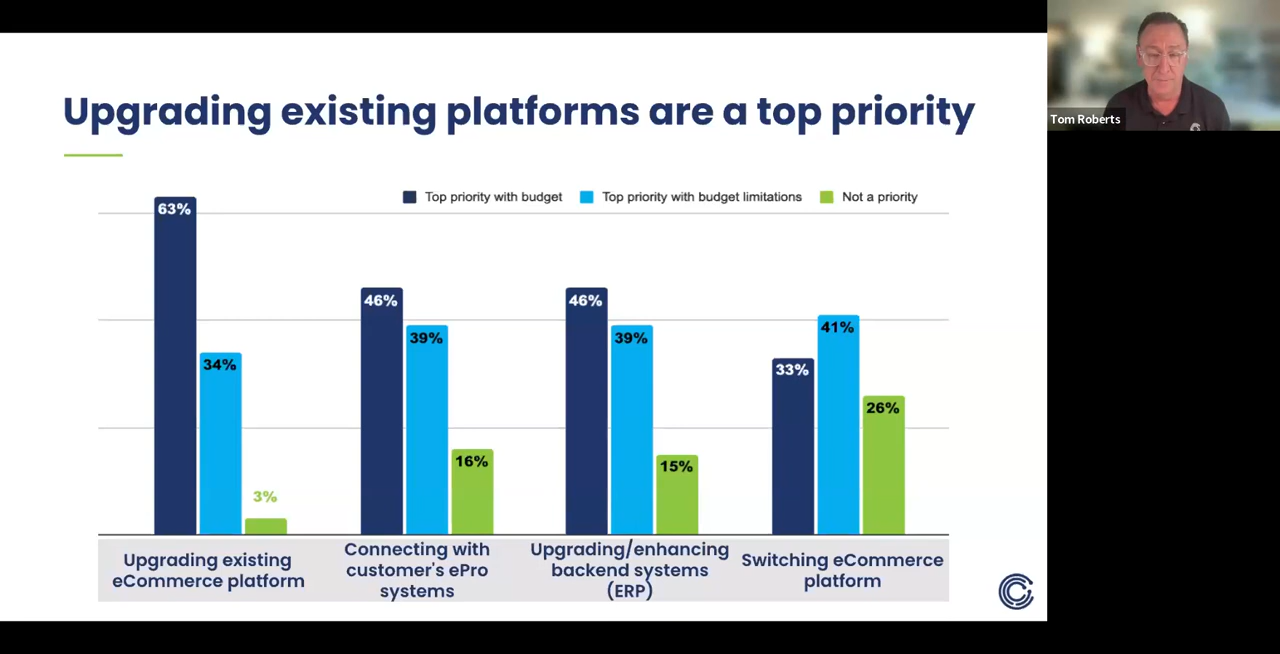 Upgrading existing platforms are a top priority
Tom Roberts
Top priority with budget
Top priority with budget limitations
Not a priority
63%
34%
3%
46%
39%
16%
46%
39%
15%
33%
41%
26%
Upgrading existing
eCommerce platform
Connecting with
customer's ePro
systems
Upgrading/enhancing
backend systems
(ERP)
Switching eCommerce
platform